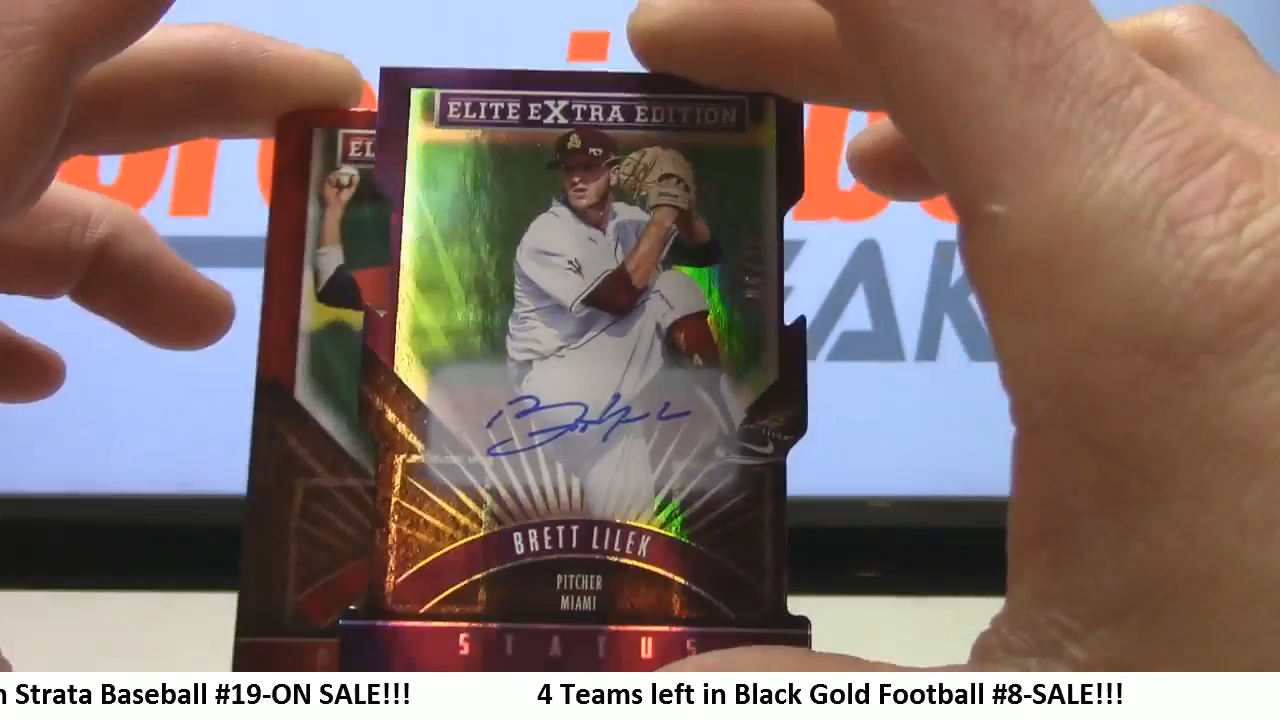 ELITE EXTRA EDITION
EL
BRETT LILEK
PITCHER
MIAMI
STATUS
n Strata Baseball #19-ON SALE!!!
4 Teams left in Black Gold Football #8-SALE!!!